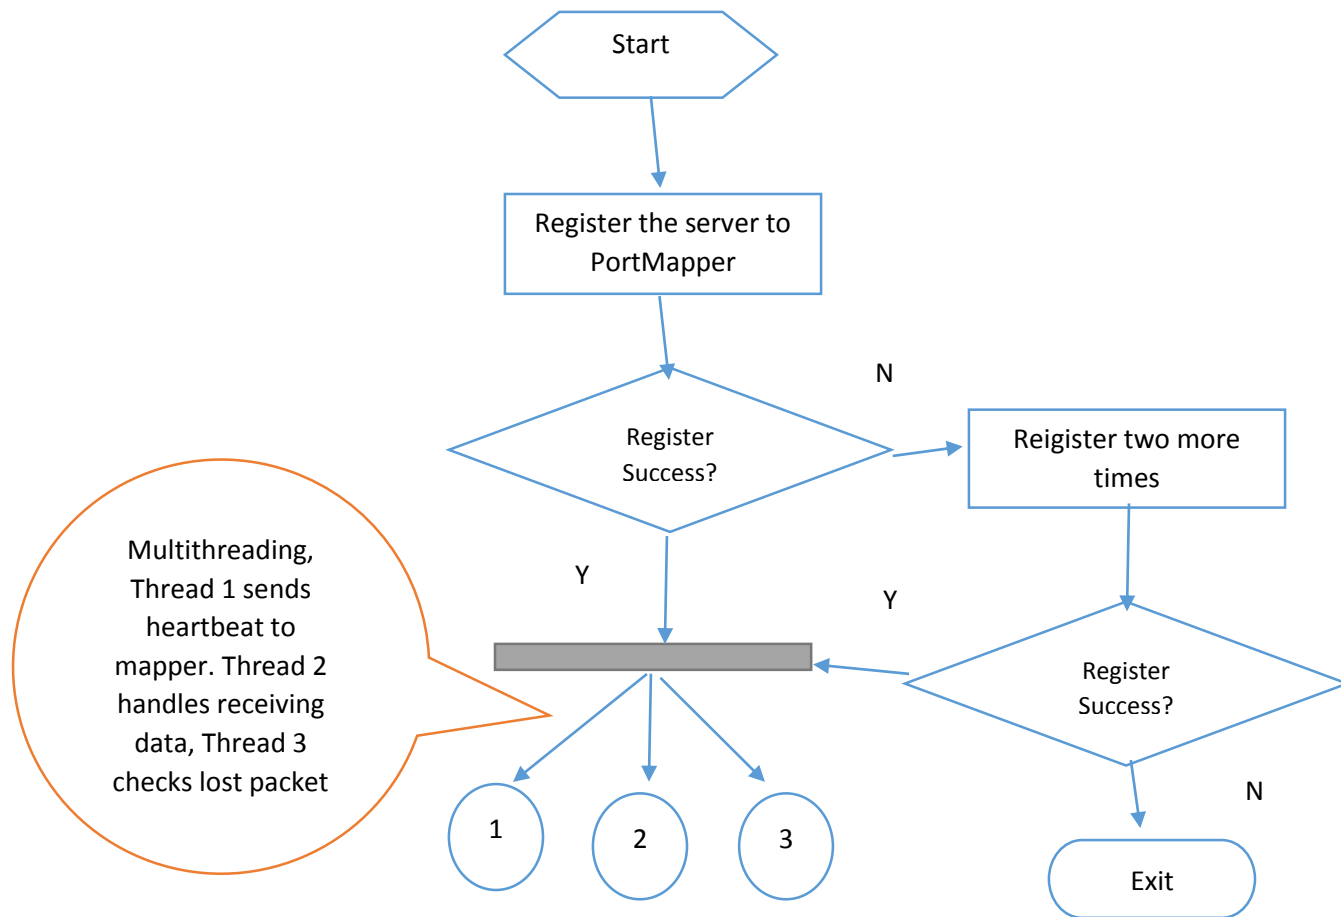 Start
Register the server to
PortMapper
N
Register
Success?
Reigister two more
times
Multithreading,
Thread 1 sends
heartbeat to
mapper. Thread 2
handles receiving
data, Thread 3
checks lost packet
Y
Y
Register
Success?
N
1
2
3
Exit